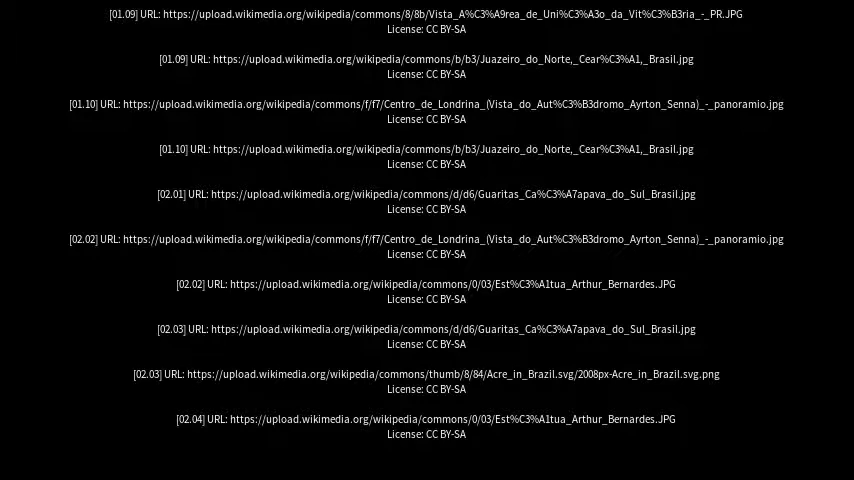 [01.09] URL: https://upload.wikimedia.org/wikipedia/commons/8/8b/Vista_A%C3%A9rea_de_Uni%C3%A3o_da_Vit%C3%B3ria_-_PR.JPG
License: CC BY-SA
[01.09] URL: https://upload.wikimedia.org/wikipedia/commons/b/b3/Juazeiro_do_Norte,_Cear%C3%A1,_Brasil.jpg
License: CC BY-SA
[01.10] URL: https://upload.wikimedia.org/wikipedia/commons/f/f7/Centro_de_Londrina_(Vista_do_Aut%C3%B3dromo_Ayrton_Senna)_-_panoramio.jpg
License: CC BY-SA
[01.10] URL: https://upload.wikimedia.org/wikipedia/commons/b/b3/Juazeiro_do_Norte,_Cear%C3%A1,_Brasil.jpg
License: CC BY-SA
[02.01] URL: https://upload.wikimedia.org/wikipedia/commons/d/d6/Guaritas_Ca%C3%A7apava_do_Sul_Brasil.jpg
License: CC BY-SA
[02.02] URL: https://upload.wikimedia.org/wikipedia/commons/f/f7/Centro_de_Londrina_(Vista_do_Aut%C3%B3dromo_Ayrton_Senna)_-_panoramio.jpg
License: CC BY-SA
[02.02] URL: https://upload.wikimedia.org/wikipedia/commons/0/03/Est%C3%A1tua_Arthur_Bernardes.JPG
License: CC BY-SA
[02.03] URL: https://upload.wikimedia.org/wikipedia/commons/d/d6/Guaritas_Ca%C3%A7apava_do_Sul_Brasil.jpg
License: CC BY-SA
[02.03] URL: https://upload.wikimedia.org/wikipedia/commons/thumb/8/84/Acre_in_Brazil.svg/2008px-Acre_in_Brazil.svg.png
License: CC BY-SA
[02.04] URL: https://upload.wikimedia.org/wikipedia/commons/0/03/Est%C3%A1tua_Arthur_Bernardes.JPG
License: CC BY-SA